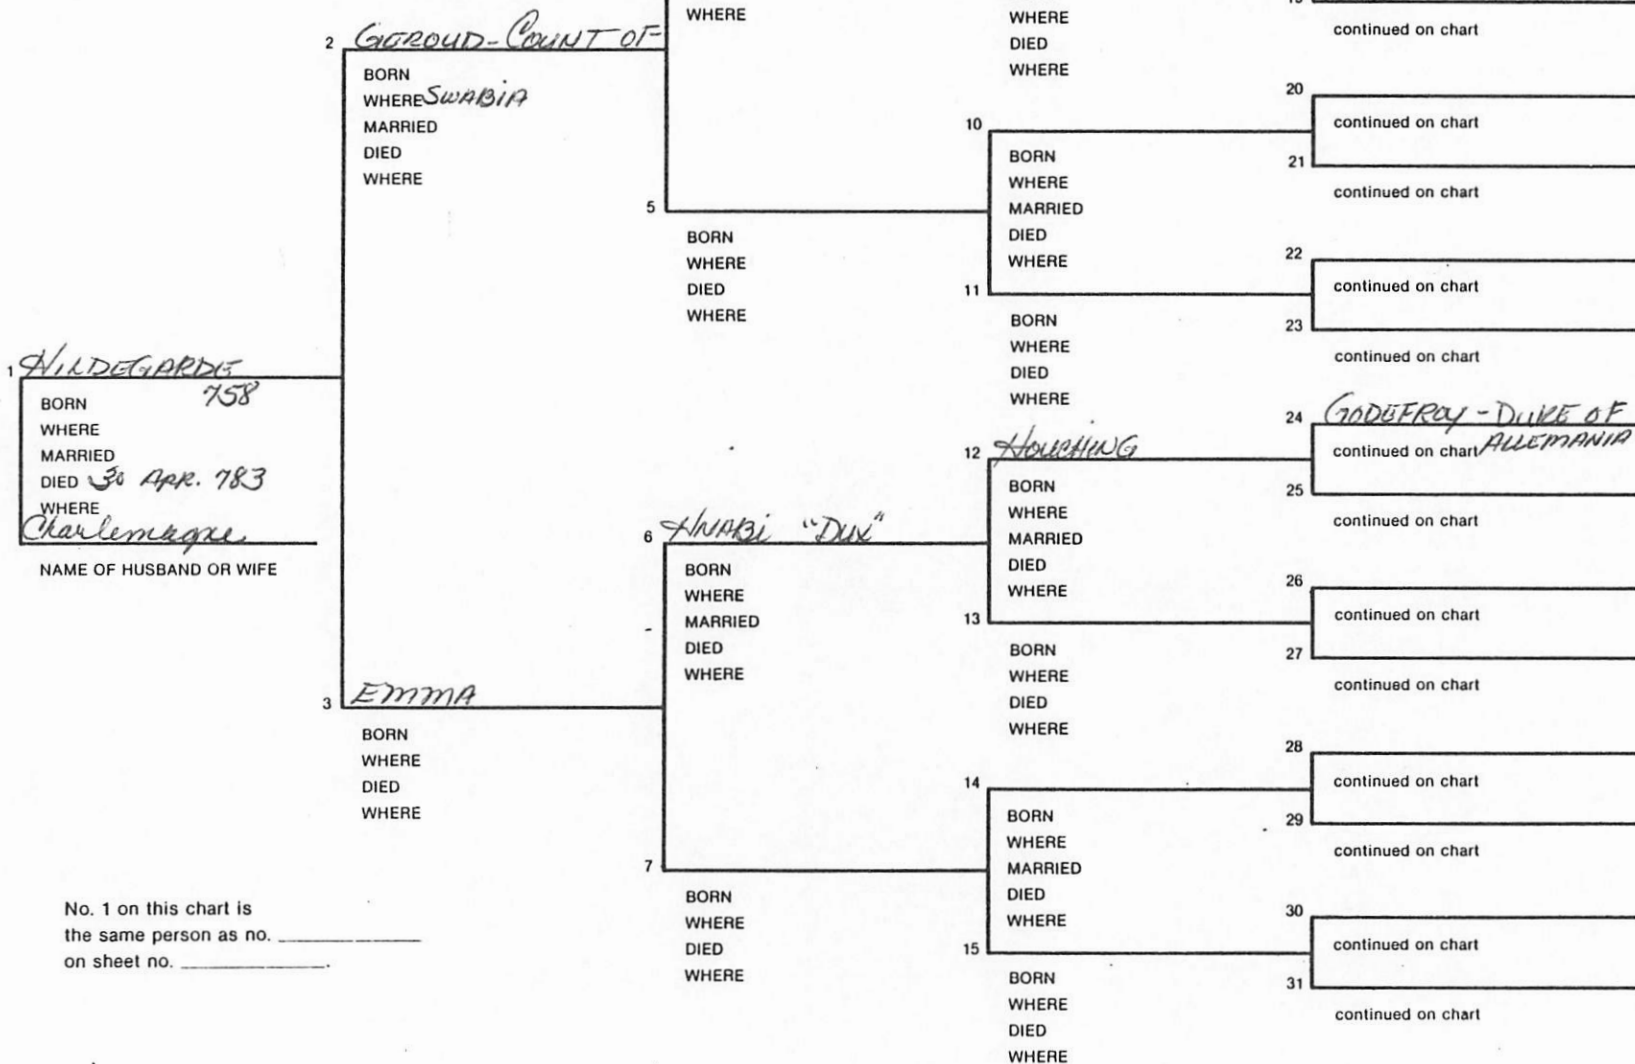 WHERE
WHERE
DIED
WHERE
continued on chart
2 GEROUD - COUNT OF
BORN
WHERE SWABIA
MARRIED
DIED
WHERE
20
continued on chart
21
continued on chart
10
BORN
WHERE
MARRIED
DIED
WHERE
5
BORN
WHERE
DIED
WHERE
22
continued on chart
23
continued on chart
11
BORN
WHERE
DIED
WHERE
1 HILDEGARDE
BORN 758
WHERE
MARRIED
DIED 30 APR. 783
WHERE
Charlemagne
NAME OF HUSBAND OR WIFE
24 GODEFROY - DUKE OF
continued on chart ALLEMANIA
25
continued on chart
12 HOUCHING
BORN
WHERE
MARRIED
DIED
WHERE
6 HNABi "DUX"
BORN
WHERE
MARRIED
DIED
WHERE
26
continued on chart
27
continued on chart
13
BORN
WHERE
DIED
WHERE
3 EMMA
BORN
WHERE
DIED
WHERE
28
continued on chart
29
continued on chart
14
BORN
WHERE
MARRIED
DIED
WHERE
7
BORN
WHERE
DIED
WHERE
30
continued on chart
31
continued on chart
15
BORN
WHERE
DIED
WHERE
No. 1 on this chart is
the same person as no.
on sheet no.